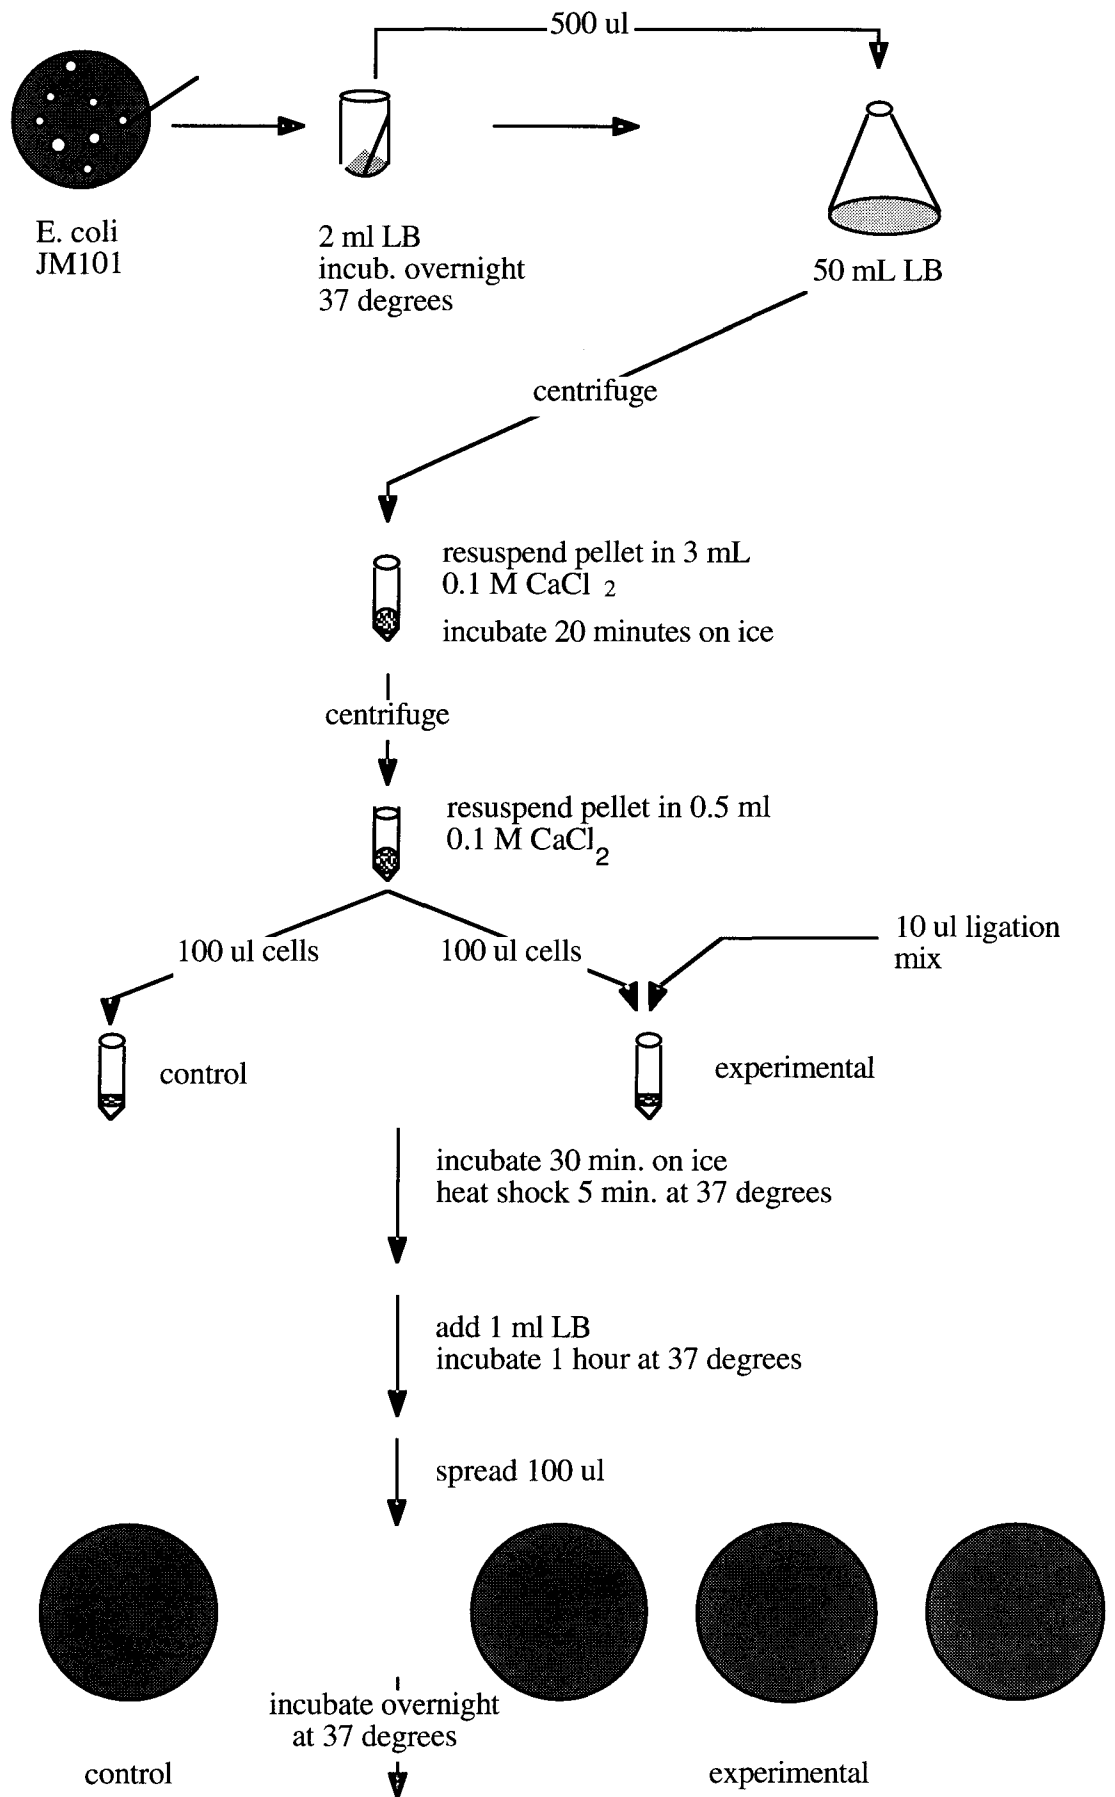 500 ul
E. coli
JM101
2 ml LB
incub. overnight
37 degrees
50 mL LB
centrifuge
resuspend pellet in 3 mL
0.1 M CaCl 2
incubate 20 minutes on ice
centrifuge
resuspend pellet in 0.5 ml
0.1 M CaCl2
100 ul cells
100 ul cells
10 ul ligation
mix
control
experimental
incubate 30 min. on ice
heat shock 5 min. at 37 degrees
add 1 ml LB
incubate 1 hour at 37 degrees
spread 100 ul
incubate overnight
at 37 degrees
control
experimental